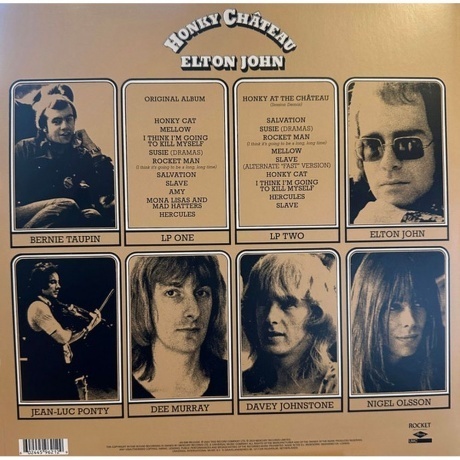 HONKY CHÂTEAU
ELTON JOHN
ORIGINAL ALBUM
HONKY CAT
MELLOW
I THINK I'M GOING
TO KILL MYSELF
SUSIE (DRAMAS)
ROCKET MAN
(I think it's going to be a long, long time)
SALVATION
SLAVE
AMY
MONA LISAS AND
MAD HATTERS
HERCULES
HONKY AT THE CHÂTEAU
(Session Demos)
SALVATION
SUSIE (DRAMAS)
ROCKET MAN
(I think it's going to be a long, long time)
MELLOW
SLAVE
(ALTERNATE "FAST" VERSION)
HONKY CAT
I THINK I'M GOING
TO KILL MYSELF
HERCULES
SLAVE
BERNIE TAUPIN
LP ONE
LP TWO
ELTON JOHN
JEAN-LUC PONTY
DEE MURRAY
DAVEY JOHNSTONE
NIGEL OLSSON
ROCKET